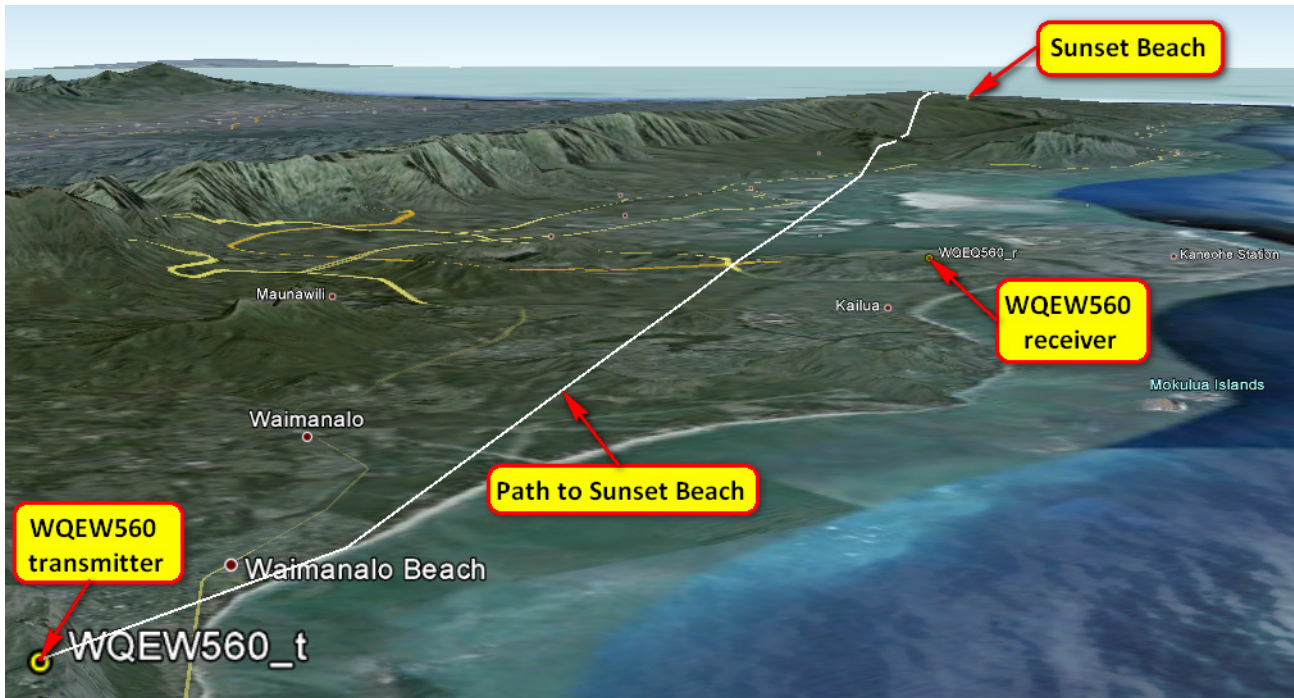 Sunset Beach
WQEQ560_r
Kaneohe Station
Maunawili
Kailua
WQEW560
receiver
Mokulua Islands
Waimanalo
Path to Sunset Beach
WQEW560
transmitter
Waimanalo Beach
WQEW560_t